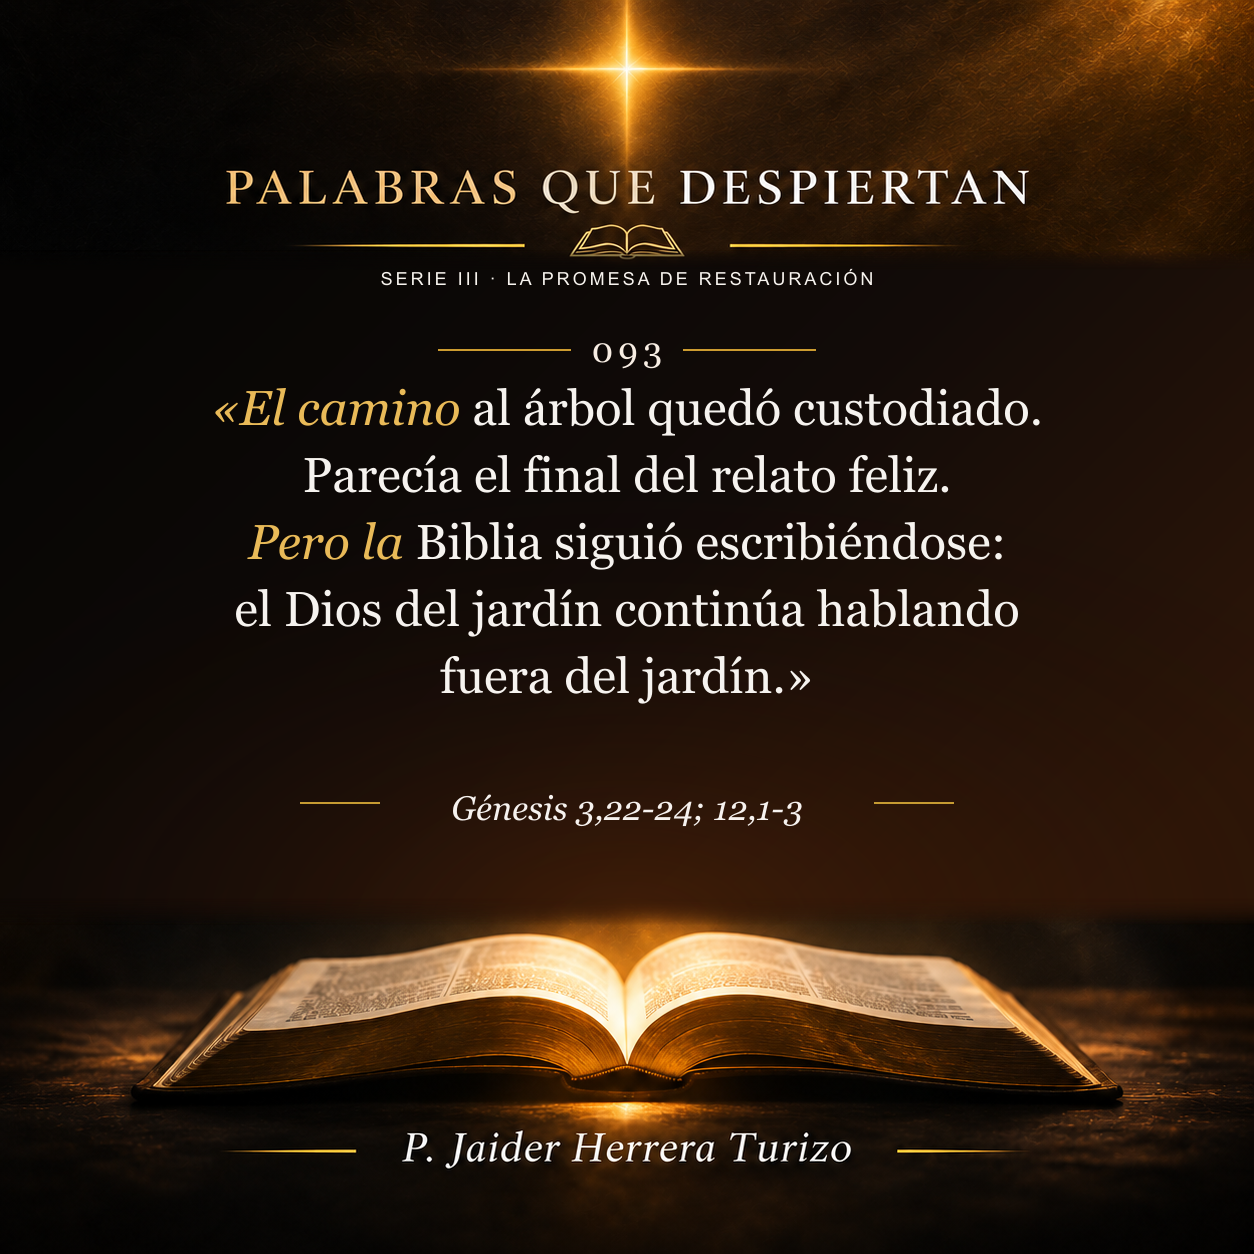 PALABRAS QUE DESPIERTAN
SERIE III · LA PROMESA DE RESTAURACIÓN
093
«El camino al árbol quedó custodiado.
Parecía el final del relato feliz.
Pero la Biblia siguió escribiéndose:
el Dios del jardín continúa hablando
fuera del jardín.»
Génesis 3,22-24; 12,1-3
P. Jaider Herrera Turizo